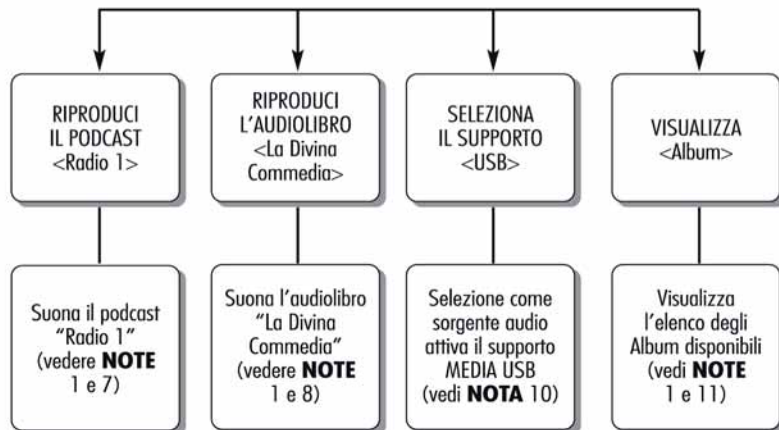 RIPRODUCI
IL PODCAST
<Radio 1>
RIPRODUCI
L'AUDIOLIBRO
<La Divina
Commedia>
SELEZIONA
IL SUPPORTO
<USB>
VISUALIZZA
<Album>
Suona il podcast
“Radio 1”
(vedere NOTE
1 e 7)
Suona l'audiolibro
“La Divina
Commedia”
(vedere NOTE
1 e 8)
Selezione come
sorgente audio
attiva il supporto
MEDIA USB
(vedi NOTA 10)
Visualizza
l'elenco degli
Album disponibili
(vedi NOTE
1 e 11)